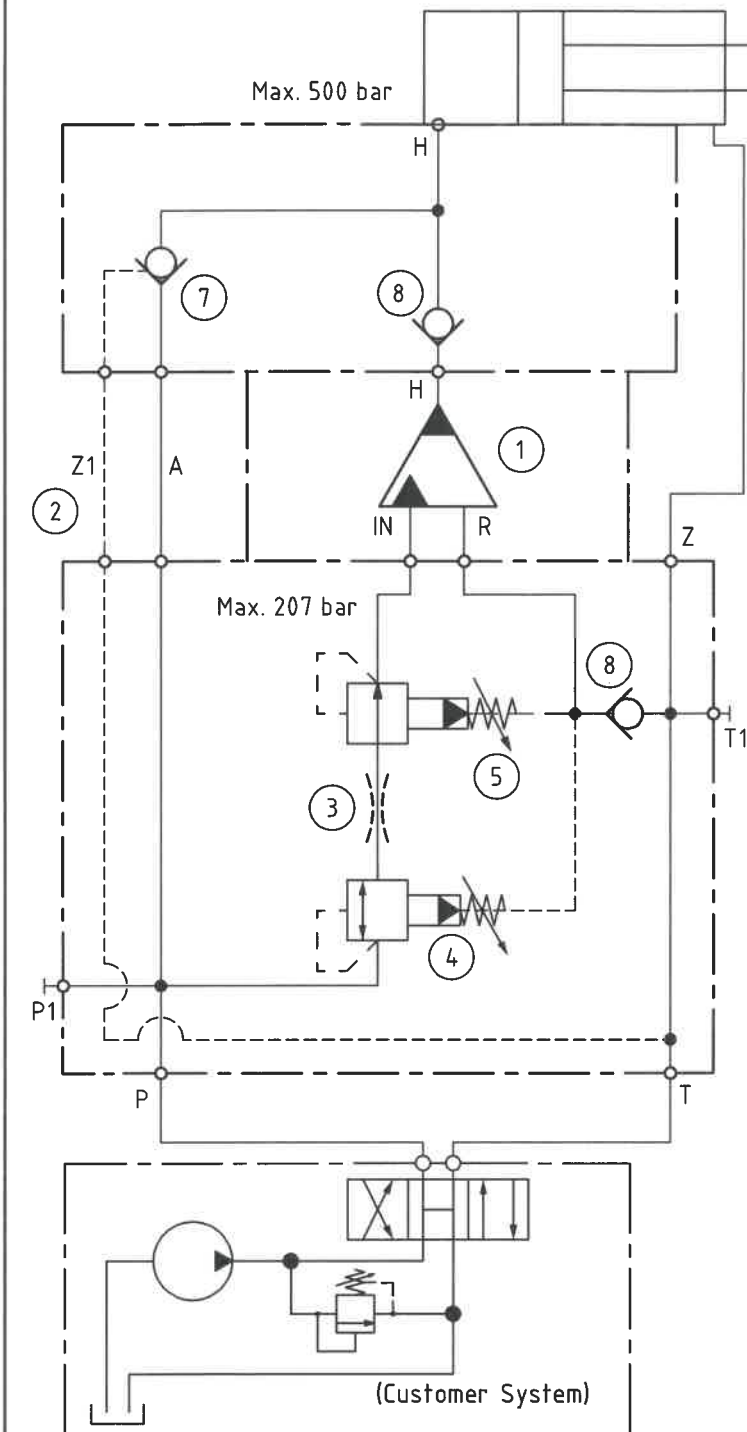 Max. 500 bar
H
7
8
H
1
Z1
A
2
IN
R
Z
Max. 207 bar
8
T1
5
3
4
P1
P
T
(Customer System)